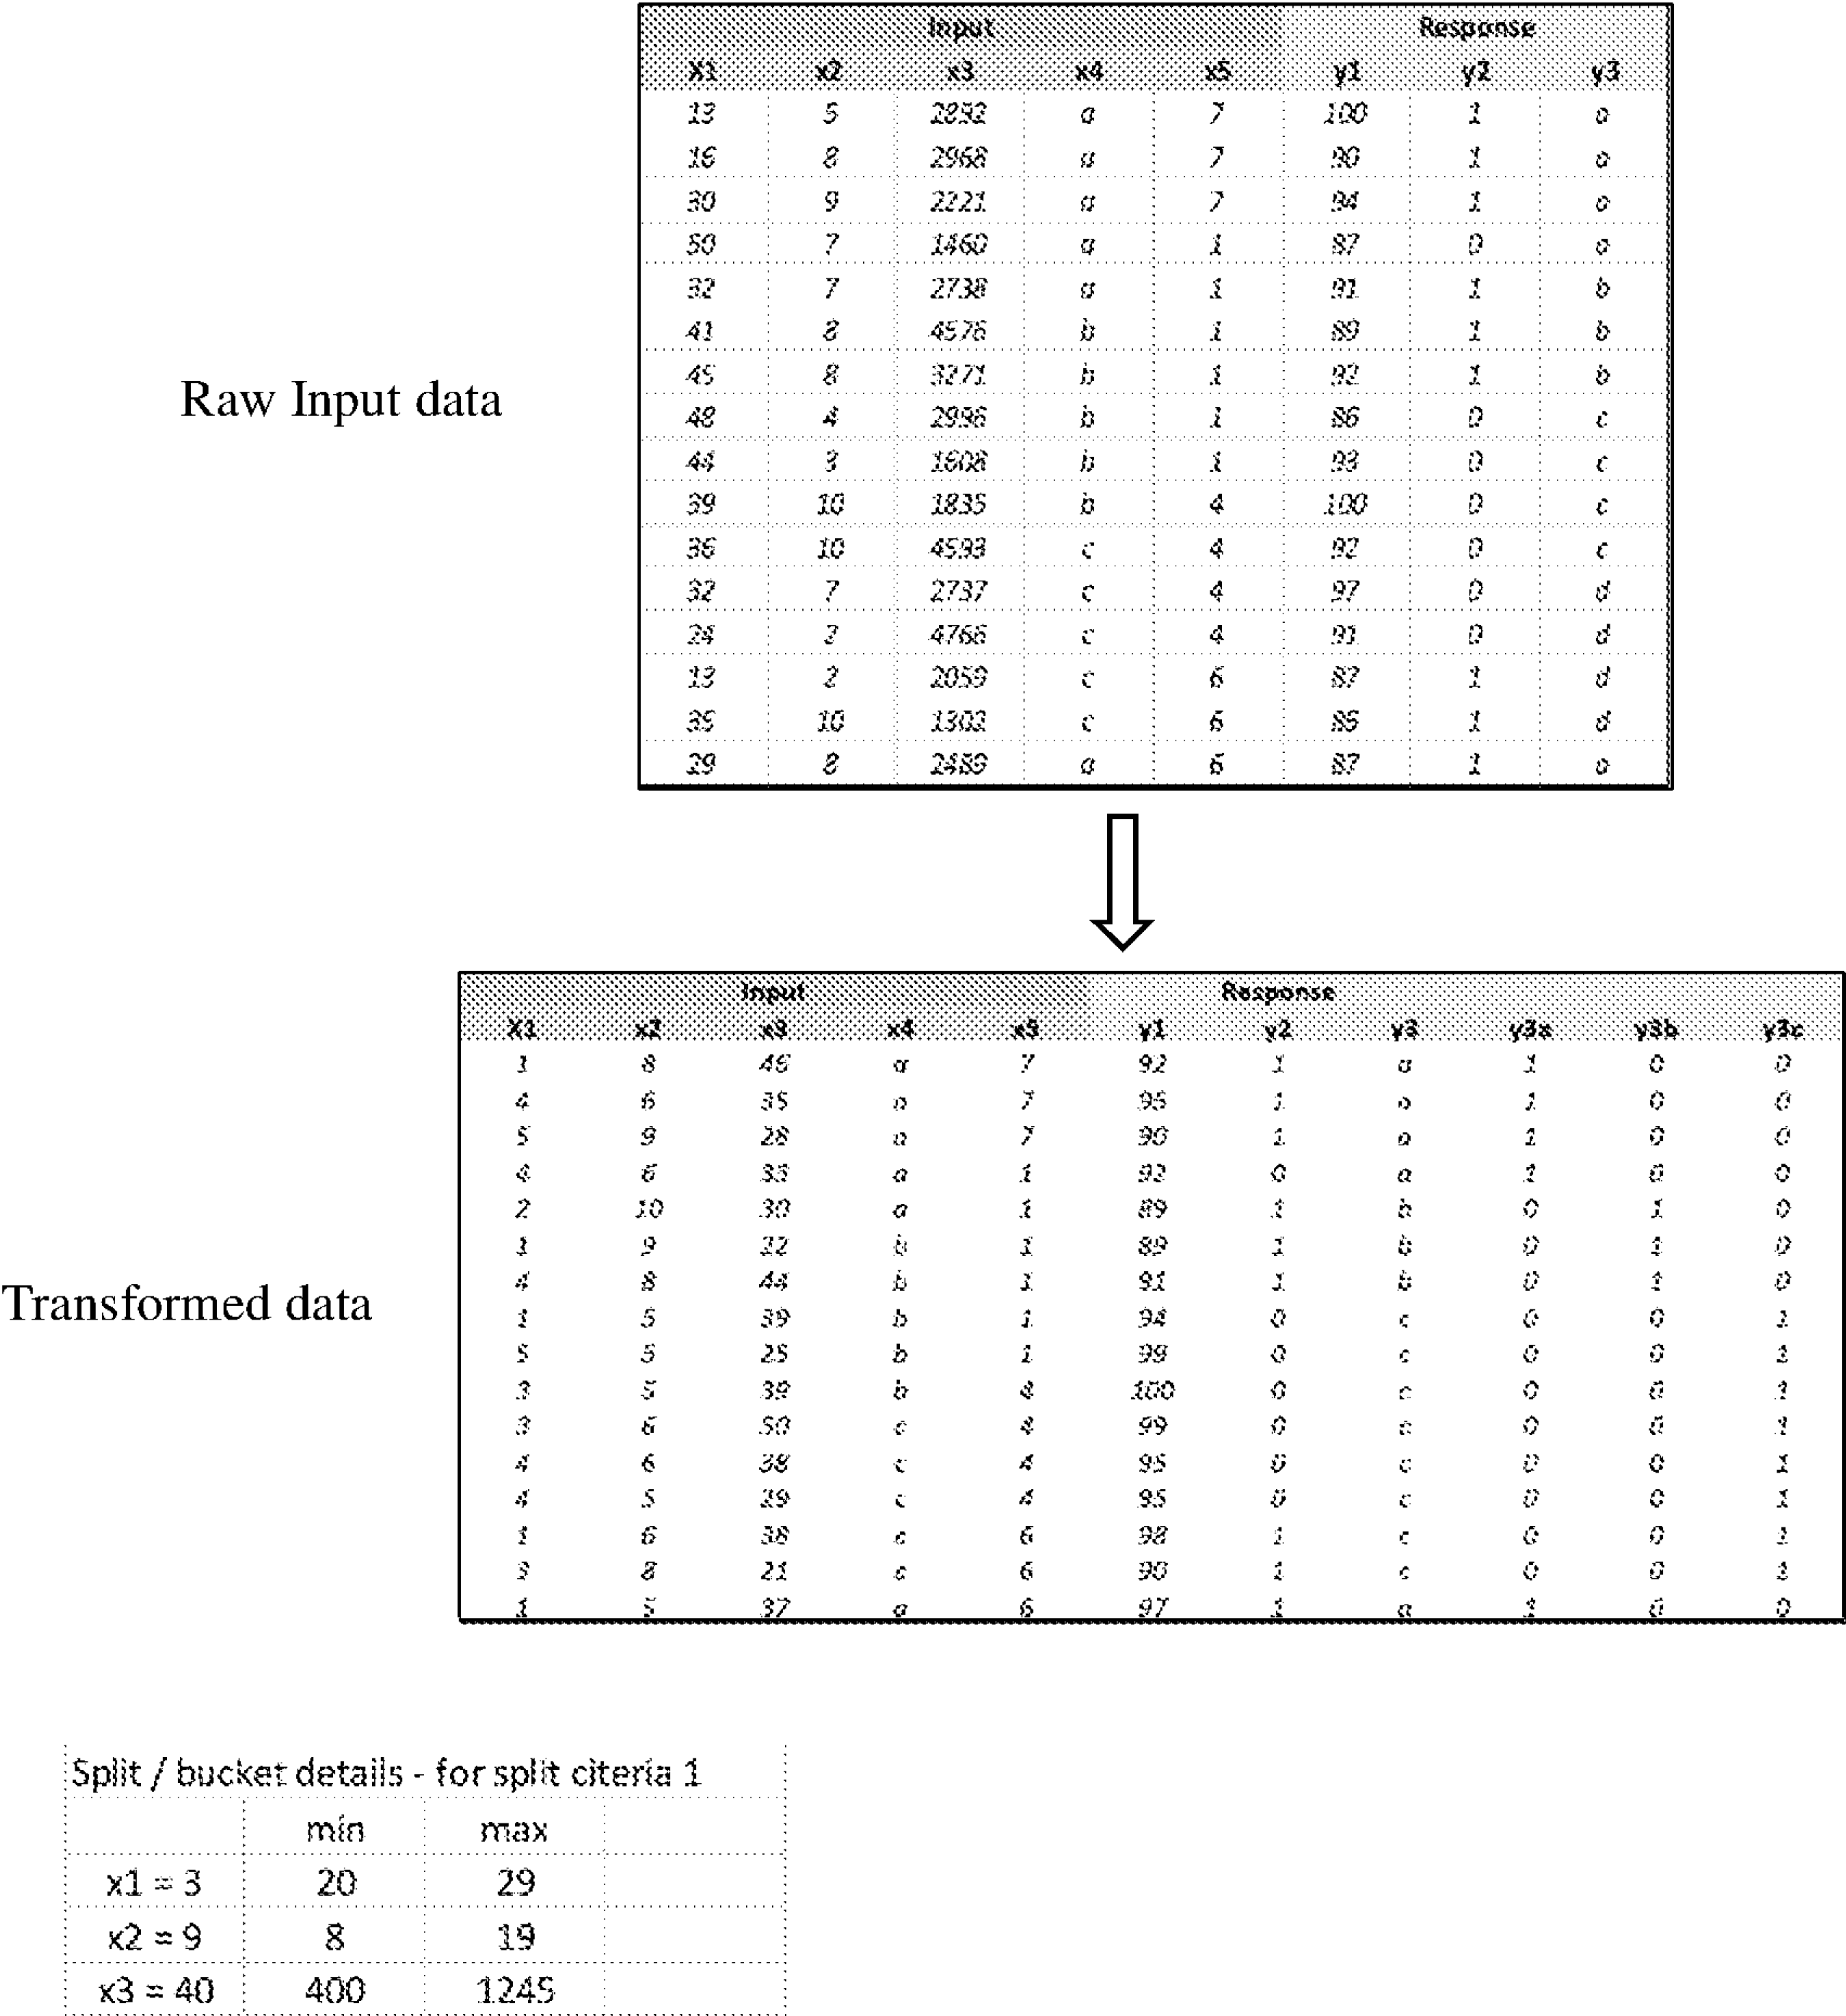 Input Response
X1 x2 x3 x4 x5 y1 y2 y3
13 5 2892 a 7 100 1 a
16 8 2968 a 7 90 1 a
30 9 2221 a 7 94 1 a
50 7 1460 a 1 87 0 a
32 7 2738 a 1 91 1 b
41 8 4576 b 1 89 1 b
45 8 3271 b 1 92 1 b
Raw Input data
48 4 2996 b 1 86 0 c
44 3 1608 b 1 93 0 c
39 10 1835 b 4 100 0 c
36 10 4593 c 4 92 0 c
32 7 2737 c 4 97 0 d
24 4766 c 4 91 0 d
13 2 2059 c 6 87 1 d
35 10 1302 c 6 85 1 d
8 2489 a 6 87 1 a
Input Response
X1 x2 x3 x4 x5 y1 y2 y3 y3a y3b y3c
1 8 46 a 7 92 1 a 1 0 0
4 6 35 a 7 95 1 a 1 0 0
5 9 28 a 7 90 1 a 1 0 0
4 6 a 1 0 a 1 0 0
2 10 30 a 1 89 1 b 0 1 0
1 9 b 1 89 1 b 0 1 0
4 8 44 b 1 91 1 b 0 1 0
Transformed data
1 5 39 b 1 94 0 c 0 0 1
5 5 25 b 1 99 0 c 0 0 1
3 5 39 b 4 100 0 c 0 0 1
3 6 50 c 4 99 0 c 0 0 1
4 6 38 c 4 95 0 c 0 0 1
4 5 c 4 95 0 c 0 0 1
1 6 38 c 6 98 1 c 0 0 1
3 8 21 c 6 90 1 c 0 0 1
1 5 37 a 6 97 1 a 1 0 0
Split / bucket details - for split citeria 1
min max
x1 = 3 20 29
x2 = 9 8 19
x3 = 40 400 1245